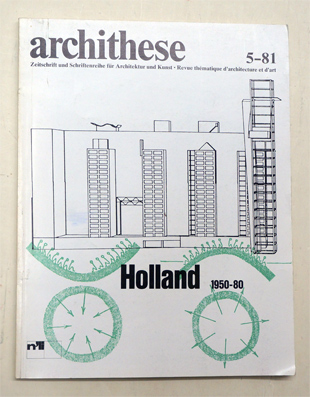 archithese
5-81
Zeitschrift und Schriftenreihe für Architektur und Kunst · Revue thématique d'architecture et d'art
Holland
1950-80